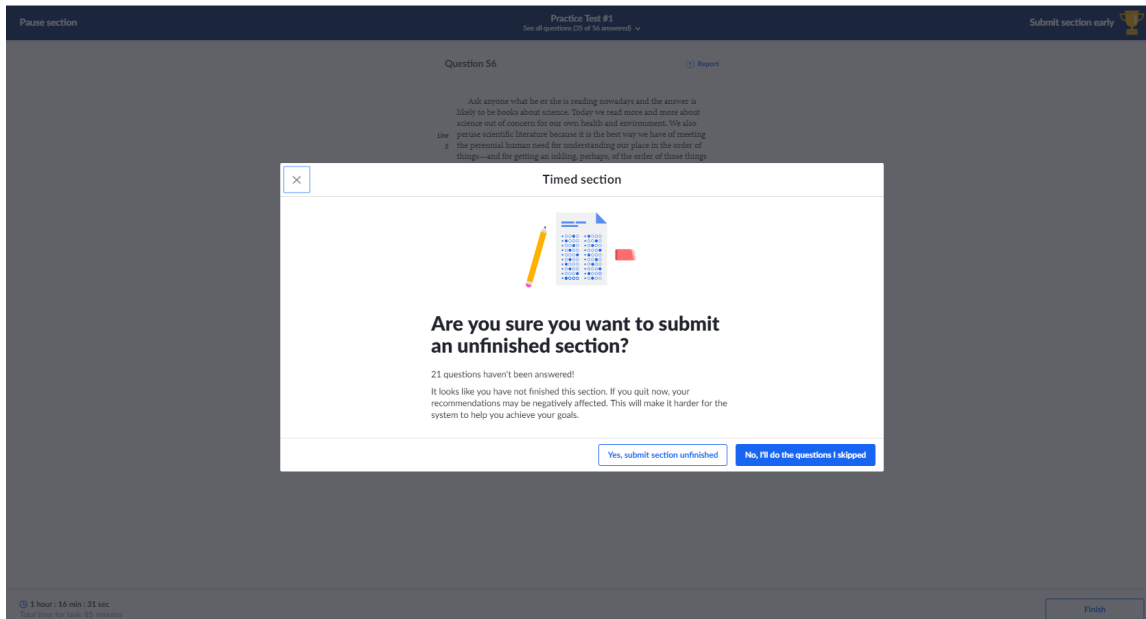 Pause section
Practice Test #1
See all questions (35 of 56 answered)
Submit section early
Question 56
Report
Ask anyone what he or she is reading nowadays and the answer is
likely to be books about science. Today we read more and more about
science out of concern for our own health and environment. We also
line peruse scientific literature because it is the best way we have of meeting
5 the perennial human need for understanding our place in the order of
things—and for getting an inkling, perhaps, of the order of those things
Timed section
Are you sure you want to submit
an unfinished section?
21 questions haven't been answered!
It looks like you have not finished this section. If you quit now, your
recommendations may be negatively affected. This will make it harder for the
system to help you achieve your goals.
Yes, submit section unfinished
No, I'll do the questions I skipped
1 hour : 16 min : 31 sec
Total time for task: 85 minutes
Finish